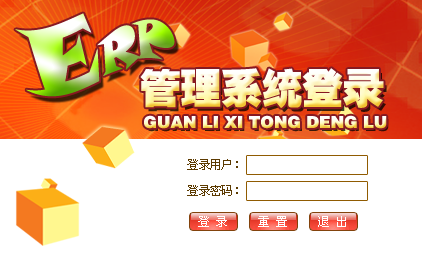 ERP
管理系统登录
GUAN LI XI TONG DENG LU
登录用户：
登录密码：
登 录 重 置 退 出